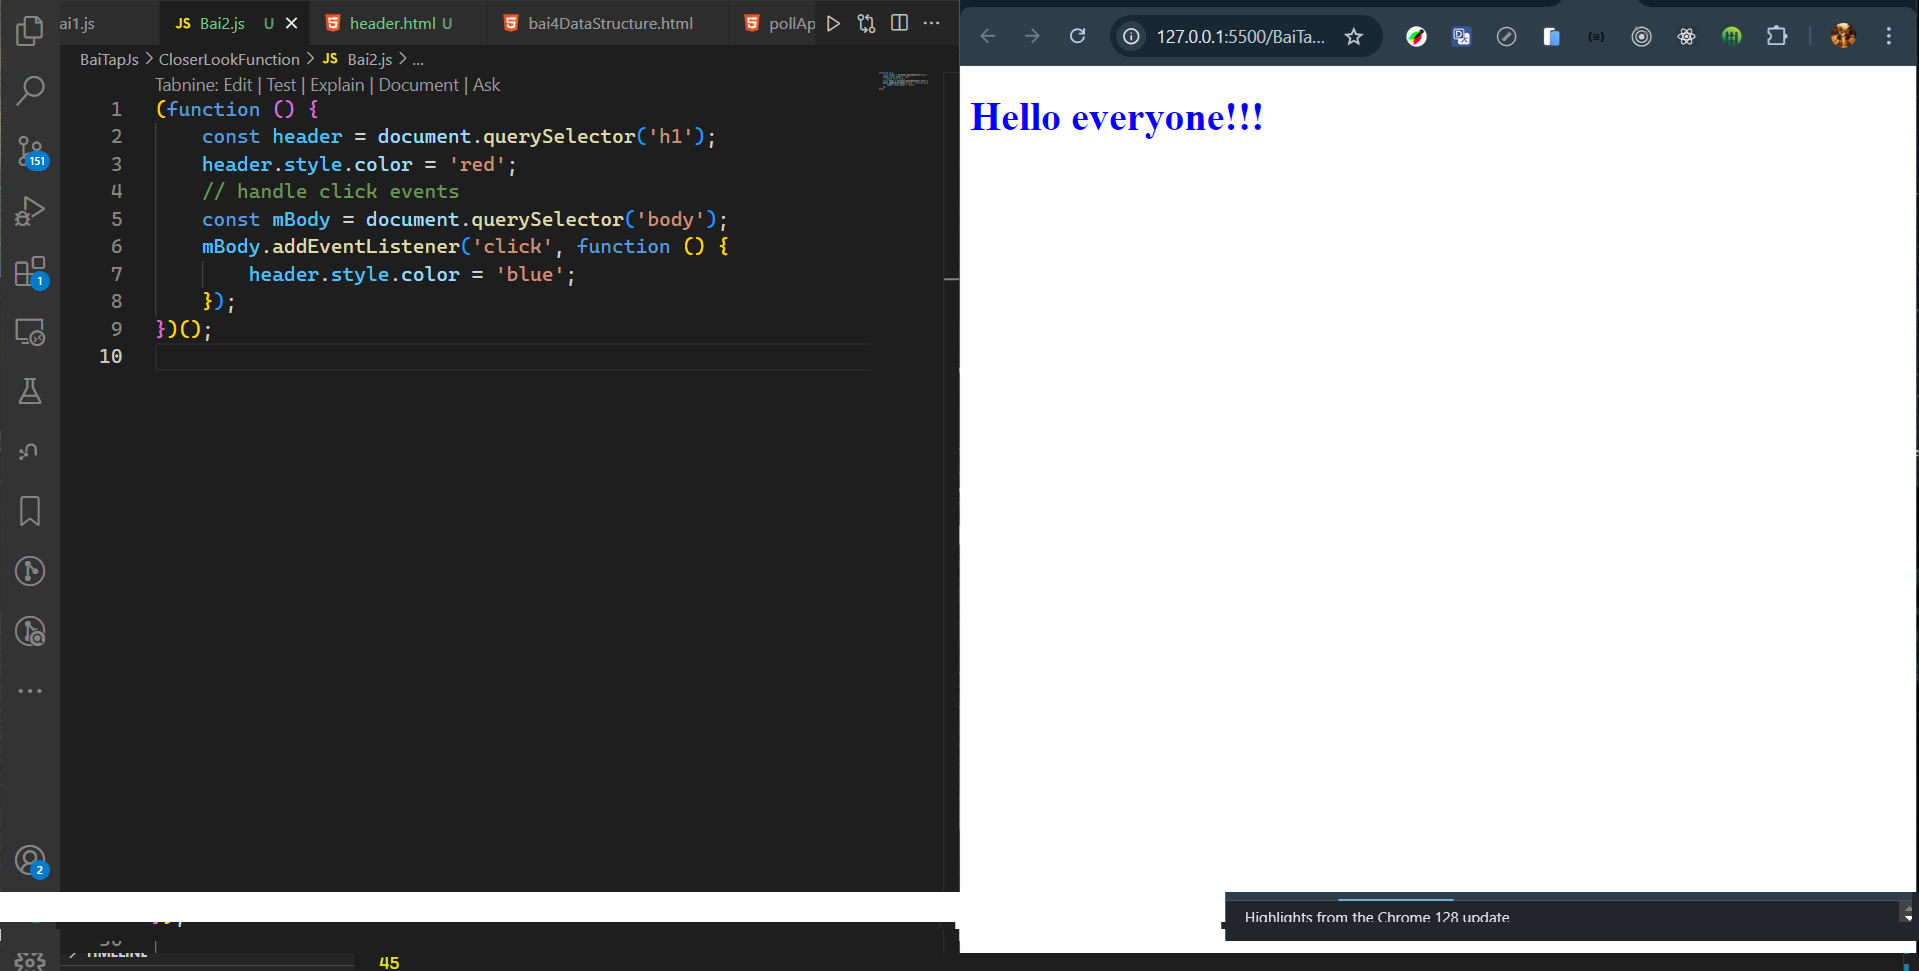 ai1.js
JS Bai2.js U
header.html U
bai4DataStructure.html
pollAp
BaiTapJs > CloserLookFunction > JS Bai2.js > ...
Tabnine: Edit | Test | Explain | Document | Ask
1 (function () {
2 const header = document.querySelector('h1');
3 header.style.color = 'red';
4 // handle click events
5 const mBody = document.querySelector('body');
6 mBody.addEventListener('click', function () {
7 header.style.color = 'blue';
8 });
9 })();
10
151
1
2
TIMELINE
45
127.0.0.1:5500/BaiTa...
Hello everyone!!!
Highlights from the Chrome 128 update